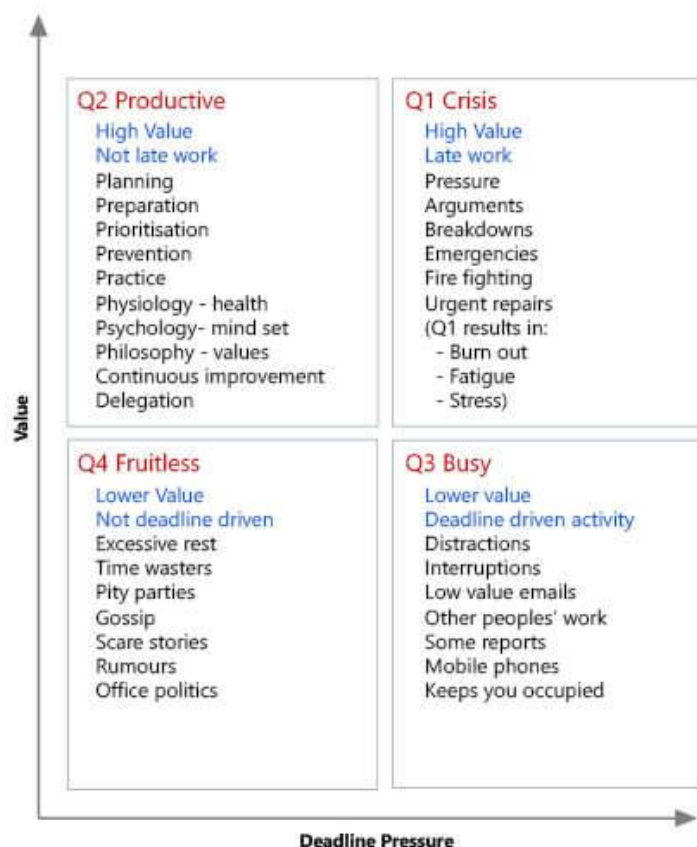 Value
Q2 Productive
High Value
Not late work
Planning
Preparation
Prioritisation
Prevention
Practice
Physiology - health
Psychology- mind set
Philosophy - values
Continuous improvement
Delegation
Q1 Crisis
High Value
Late work
Pressure
Arguments
Breakdowns
Emergencies
Fire fighting
Urgent repairs
(Q1 results in:
- Burn out
- Fatigue
- Stress)
Q4 Fruitless
Lower Value
Not deadline driven
Excessive rest
Time wasters
Pity parties
Gossip
Scare stories
Rumours
Office politics
Q3 Busy
Lower value
Deadline driven activity
Distractions
Interruptions
Low value emails
Other peoples' work
Some reports
Mobile phones
Keeps you occupied
Deadline Pressure